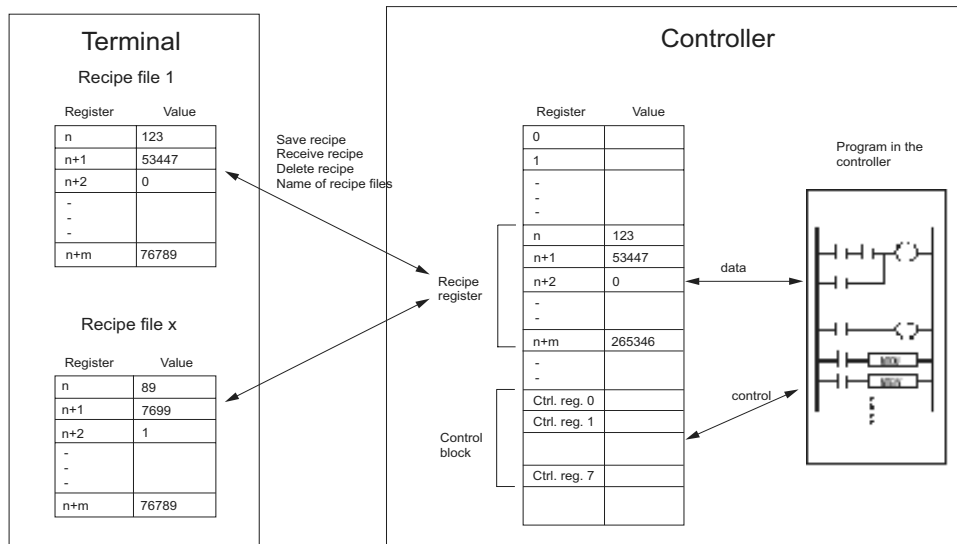 Terminal
Recipe file 1
Register Value
n 123
n+1 53447
n+2 0
-
-
-
n+m 76789
Recipe file x
Register Value
n 89
n+1 7699
n+2 1
-
-
-
n+m 76789
Save recipe
Receive recipe
Delete recipe
Name of recipe files
Controller
Register Value
0
1
-
-
-
n 123
n+1 53447
n+2 0
-
-
n+m 265346
-
-
Ctrl. reg. 0
Ctrl. reg. 1
Ctrl. reg. 7
Recipe
register
Control
block
data
control
Program in the
controller